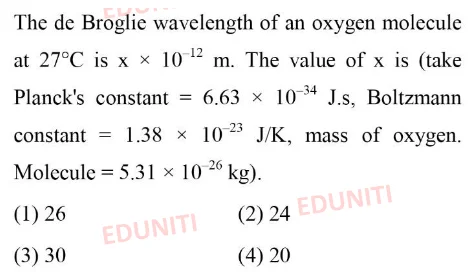 The de Broglie wavelength of an oxygen molecule
at 27°C is x × 10⁻¹² m. The value of x is (take
Planck's constant = 6.63 × 10⁻³⁴ J.s, Boltzmann
constant = 1.38 × 10⁻²³ J/K, mass of oxygen.
Molecule = 5.31 × 10⁻²⁶ kg).
(1) 26 (2) 24
EDUNITI
(3) 30 (4) 20
EDUNITI